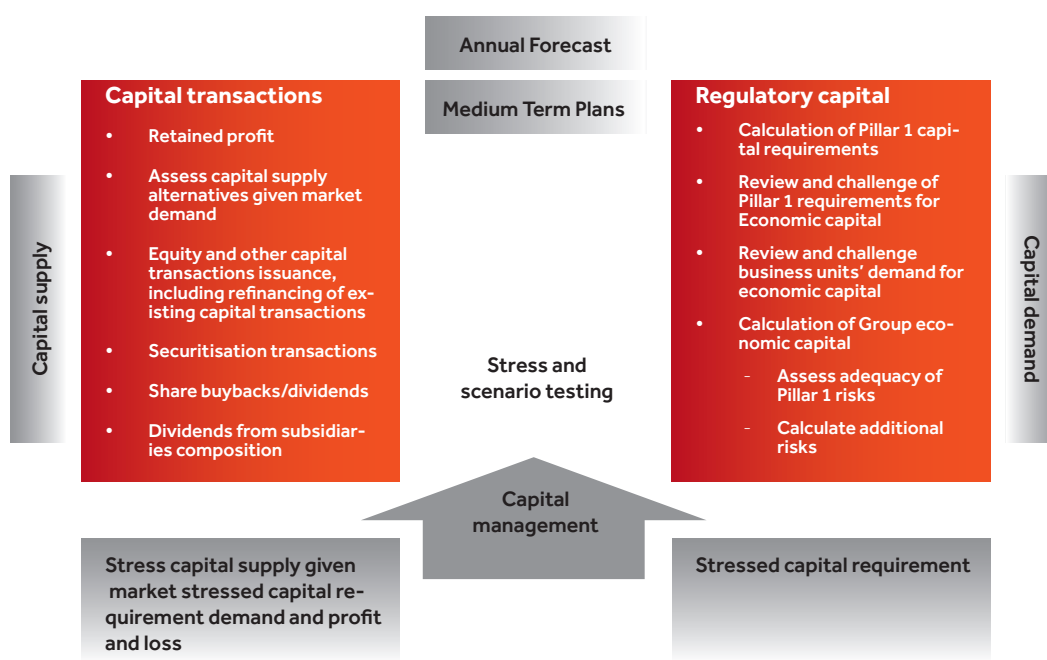 Annual Forecast
Medium Term Plans
Capital supply
Capital transactions
• Retained profit
• Assess capital supply
alternatives given market
demand
• Equity and other capital
transactions issuance,
including refinancing of ex-
isting capital transactions
• Securitisation transactions
• Share buybacks/dividends
• Dividends from subsidiar-
ies composition
Stress and
scenario testing
Regulatory capital
• Calculation of Pillar 1 capi-
tal requirements
• Review and challenge of
Pillar 1 requirements for
Economic capital
• Review and challenge
business units’ demand for
economic capital
• Calculation of Group eco-
nomic capital
- Assess adequacy of
Pillar 1 risks
- Calculate additional
risks
Capital demand
Capital
management
Stress capital supply given
market stressed capital re-
quirement demand and profit
and loss
Stressed capital requirement